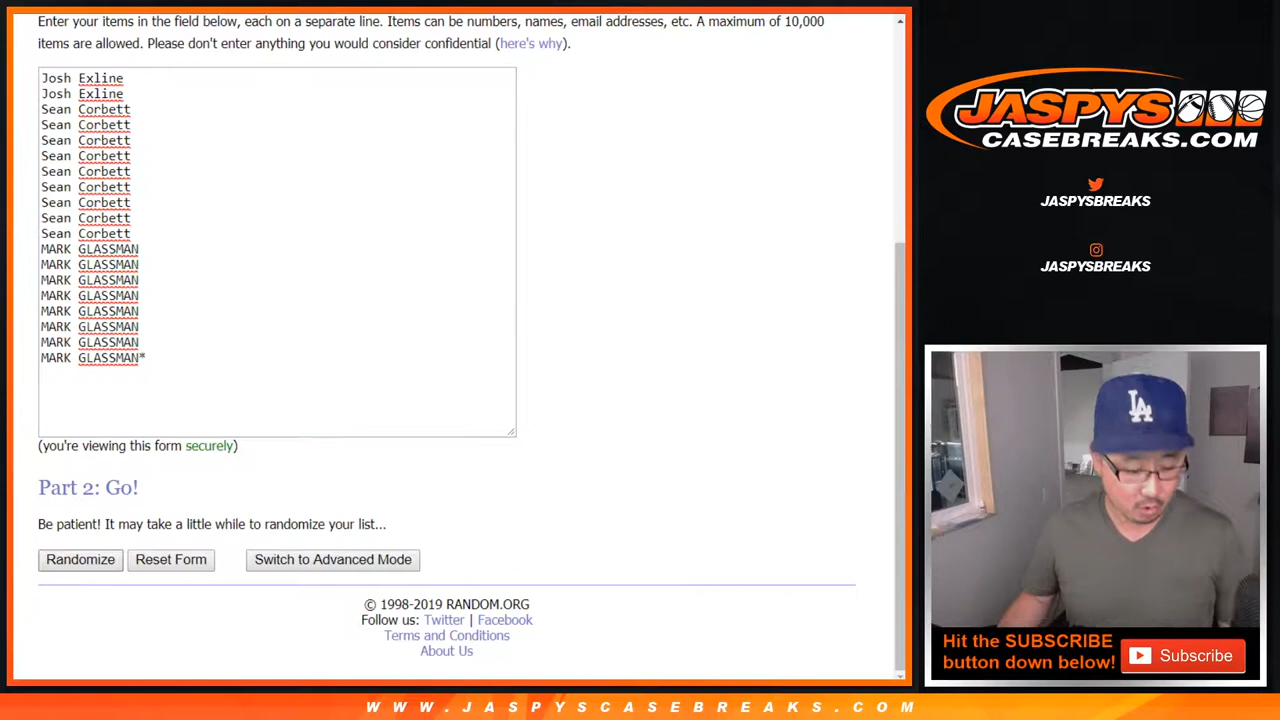 Enter your items in the field below, each on a separate line. Items can be numbers, names, email addresses, etc. A maximum of 10,000
items are allowed. Please don't enter anything you would consider confidential (here's why).
Josh Exline
Josh Exline
Sean Corbett
Sean Corbett
Sean Corbett
Sean Corbett
Sean Corbett
Sean Corbett
Sean Corbett
Sean Corbett
Sean Corbett
MARK GLASSMAN
MARK GLASSMAN
MARK GLASSMAN
MARK GLASSMAN
MARK GLASSMAN
MARK GLASSMAN
MARK GLASSMAN
MARK GLASSMAN*
(you're viewing this form securely)
Part 2: Go!
Be patient! It may take a little while to randomize your list...
Randomize Reset Form Switch to Advanced Mode
© 1998-2019 RANDOM.ORG
Follow us: Twitter | Facebook
Terms and Conditions
About Us
JASPYS
CASEBREAKS.COM
JASPYSBREAKS
JASPYSBREAKS
LA
Hit the SUBSCRIBE
button down below!
Subscribe
WWW.JASPYSCASEBREAKS.COM